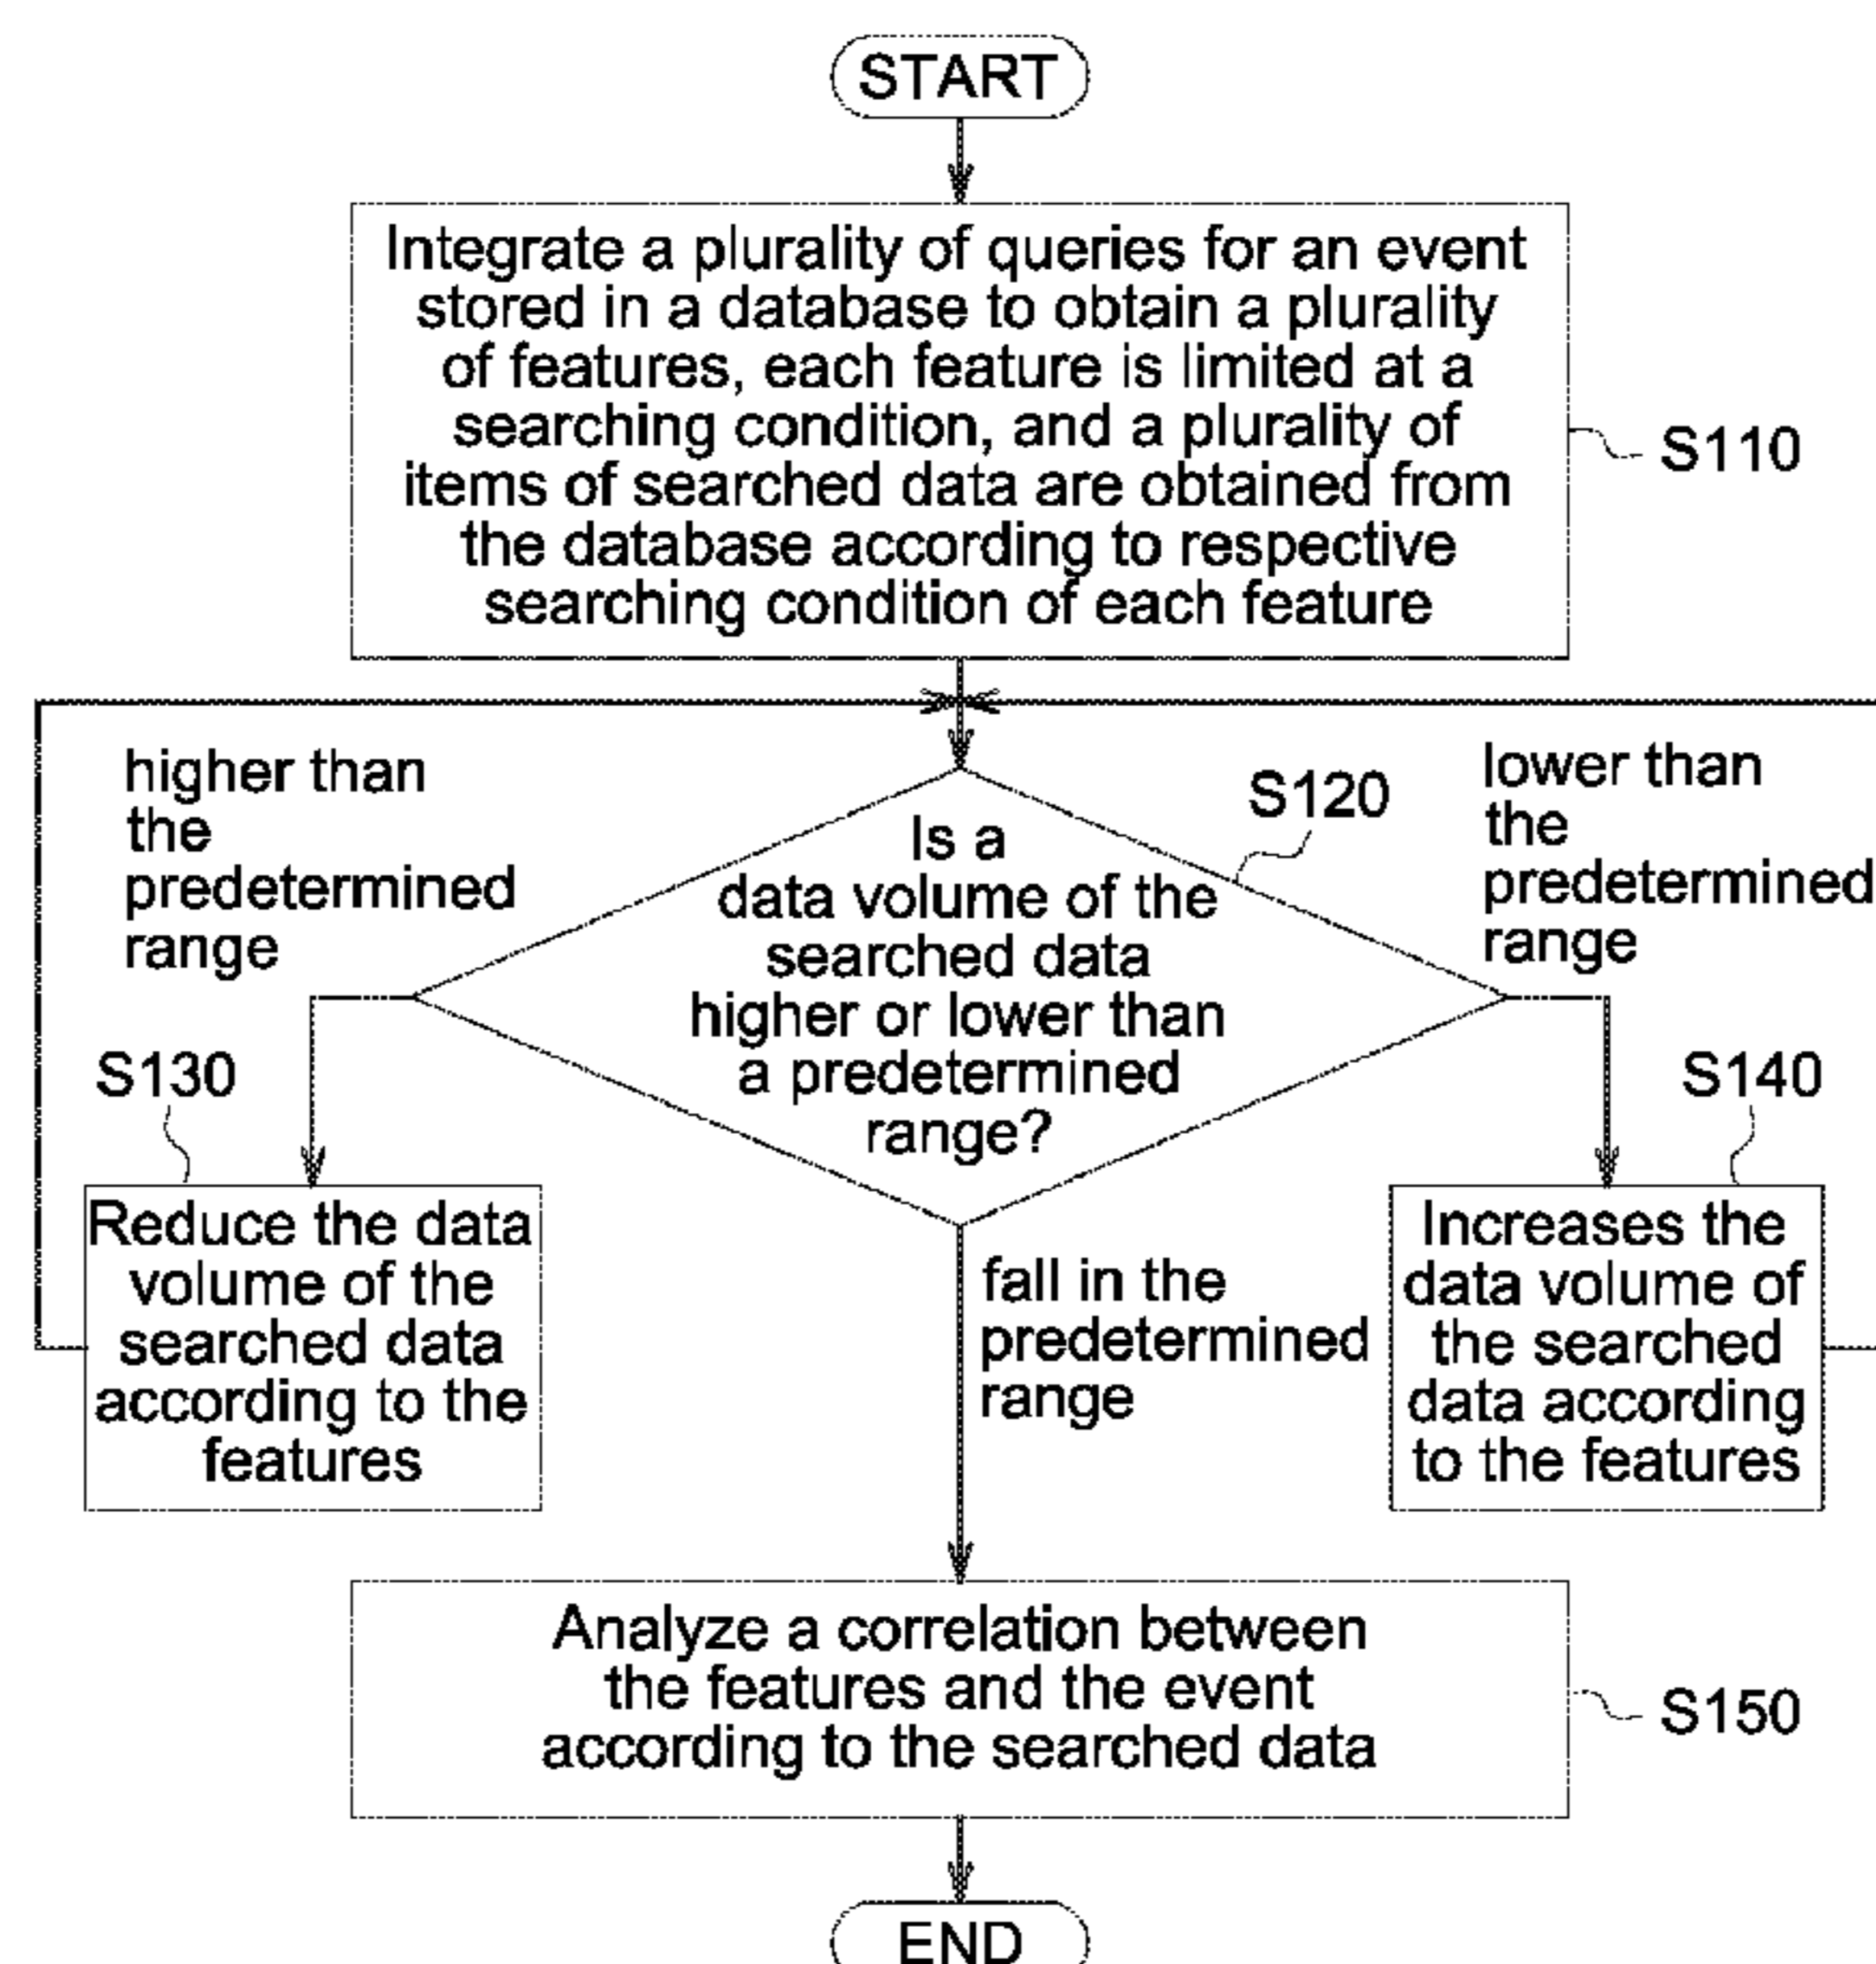 START
Integrate a plurality of queries for an event
stored in a database to obtain a plurality
of features, each feature is limited at a
searching condition, and a plurality of
items of searched data are obtained from
the database according to respective
searching condition of each feature
S110
higher than
the
predetermined
range
Is a
data volume of the
searched data
higher or lower than
a predetermined
range?
S120
lower than
the
predetermined
range
S130
Reduce the data
volume of the
searched data
according to the
features
fall in the
predetermined
range
S140
Increases the
data volume of
the searched
data according
to the features
Analyze a correlation between
the features and the event
according to the searched data
S150
END